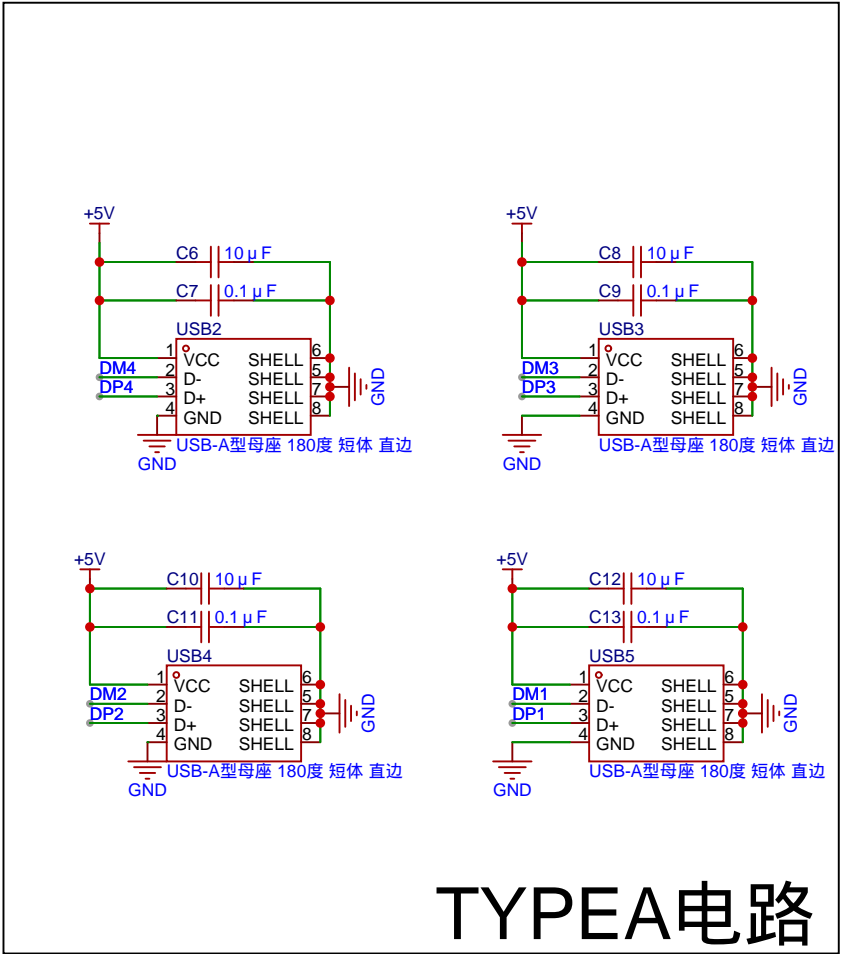 +5V
C6 10μF
C7 0.1μF
USB2
1 VCC SHELL 6
DM4 2 D- SHELL 5
DP4 3 D+ SHELL 7
4 GND SHELL 8
GND
USB-A型母座 180度 短体 直边
GND
+5V
C8 10μF
C9 0.1μF
USB3
1 VCC SHELL 6
DM3 2 D- SHELL 5
DP3 3 D+ SHELL 7
4 GND SHELL 8
GND
USB-A型母座 180度 短体 直边
GND
+5V
C10 10μF
C11 0.1μF
USB4
1 VCC SHELL 6
DM2 2 D- SHELL 5
DP2 3 D+ SHELL 7
4 GND SHELL 8
GND
USB-A型母座 180度 短体 直边
GND
+5V
C12 10μF
C13 0.1μF
USB5
1 VCC SHELL 6
DM1 2 D- SHELL 5
DP1 3 D+ SHELL 7
4 GND SHELL 8
GND
USB-A型母座 180度 短体 直边
GND
TYPEA电路